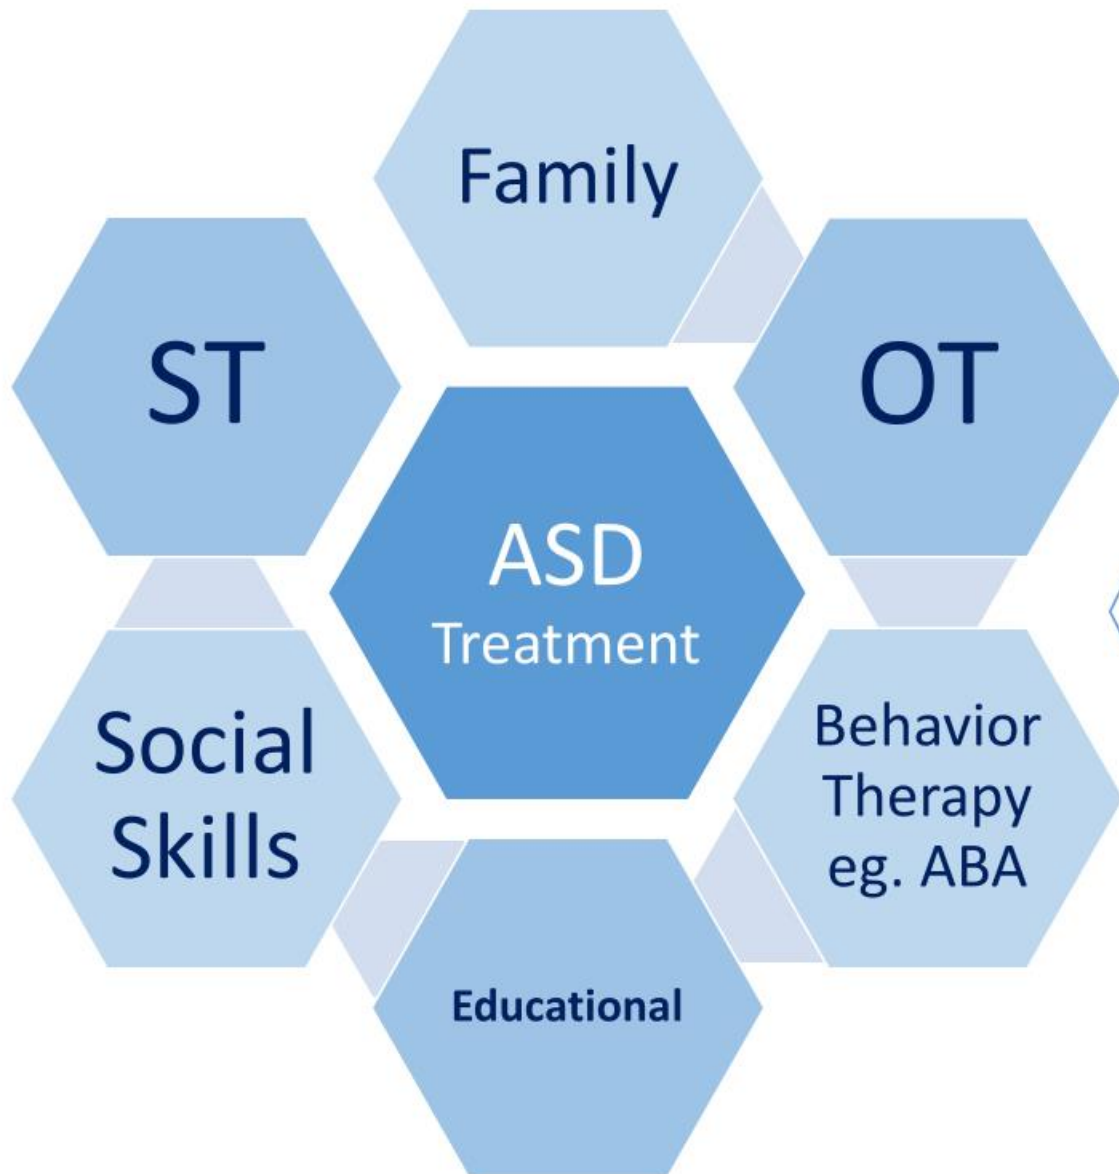 Family
ST
OT
ASD
Treatment
Social
Skills
Behavior
Therapy
eg. ABA
Educational